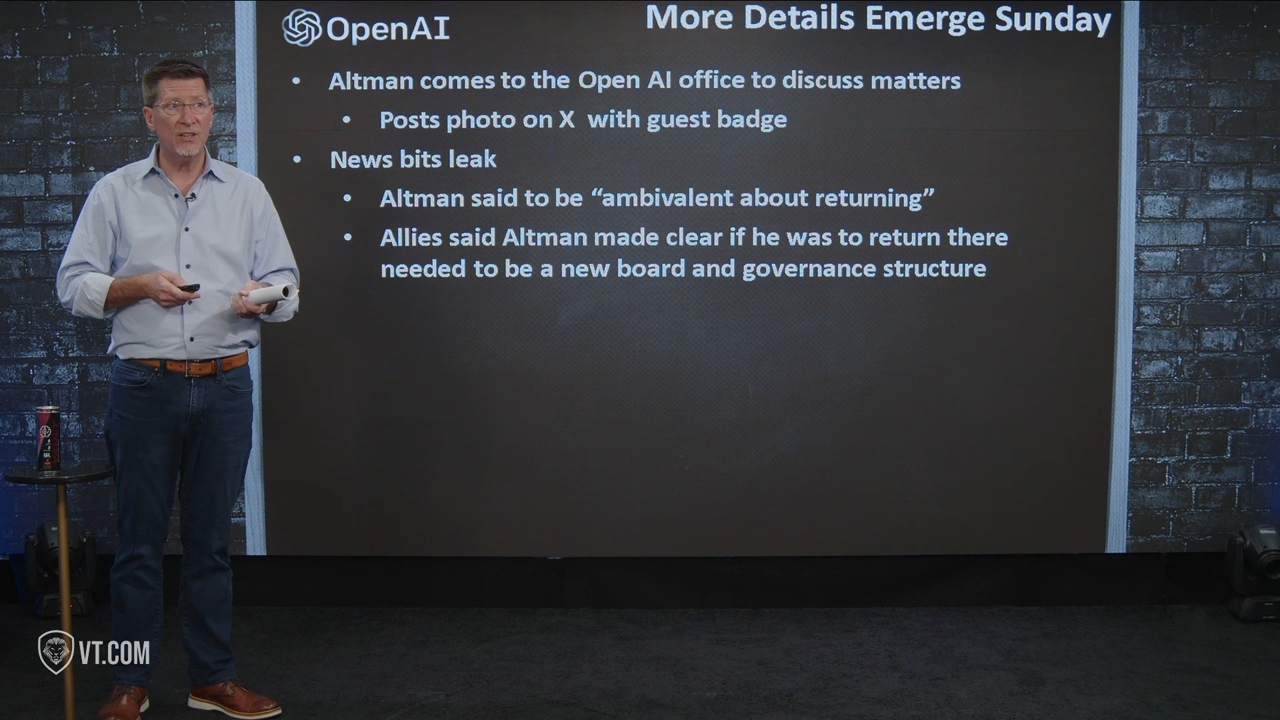 OpenAI
More Details Emerge Sunday
• Altman comes to the Open AI office to discuss matters
• Posts photo on X with guest badge
• News bits leak
• Altman said to be “ambivalent about returning”
• Allies said Altman made clear if he was to return there
needed to be a new board and governance structure
VT.COM